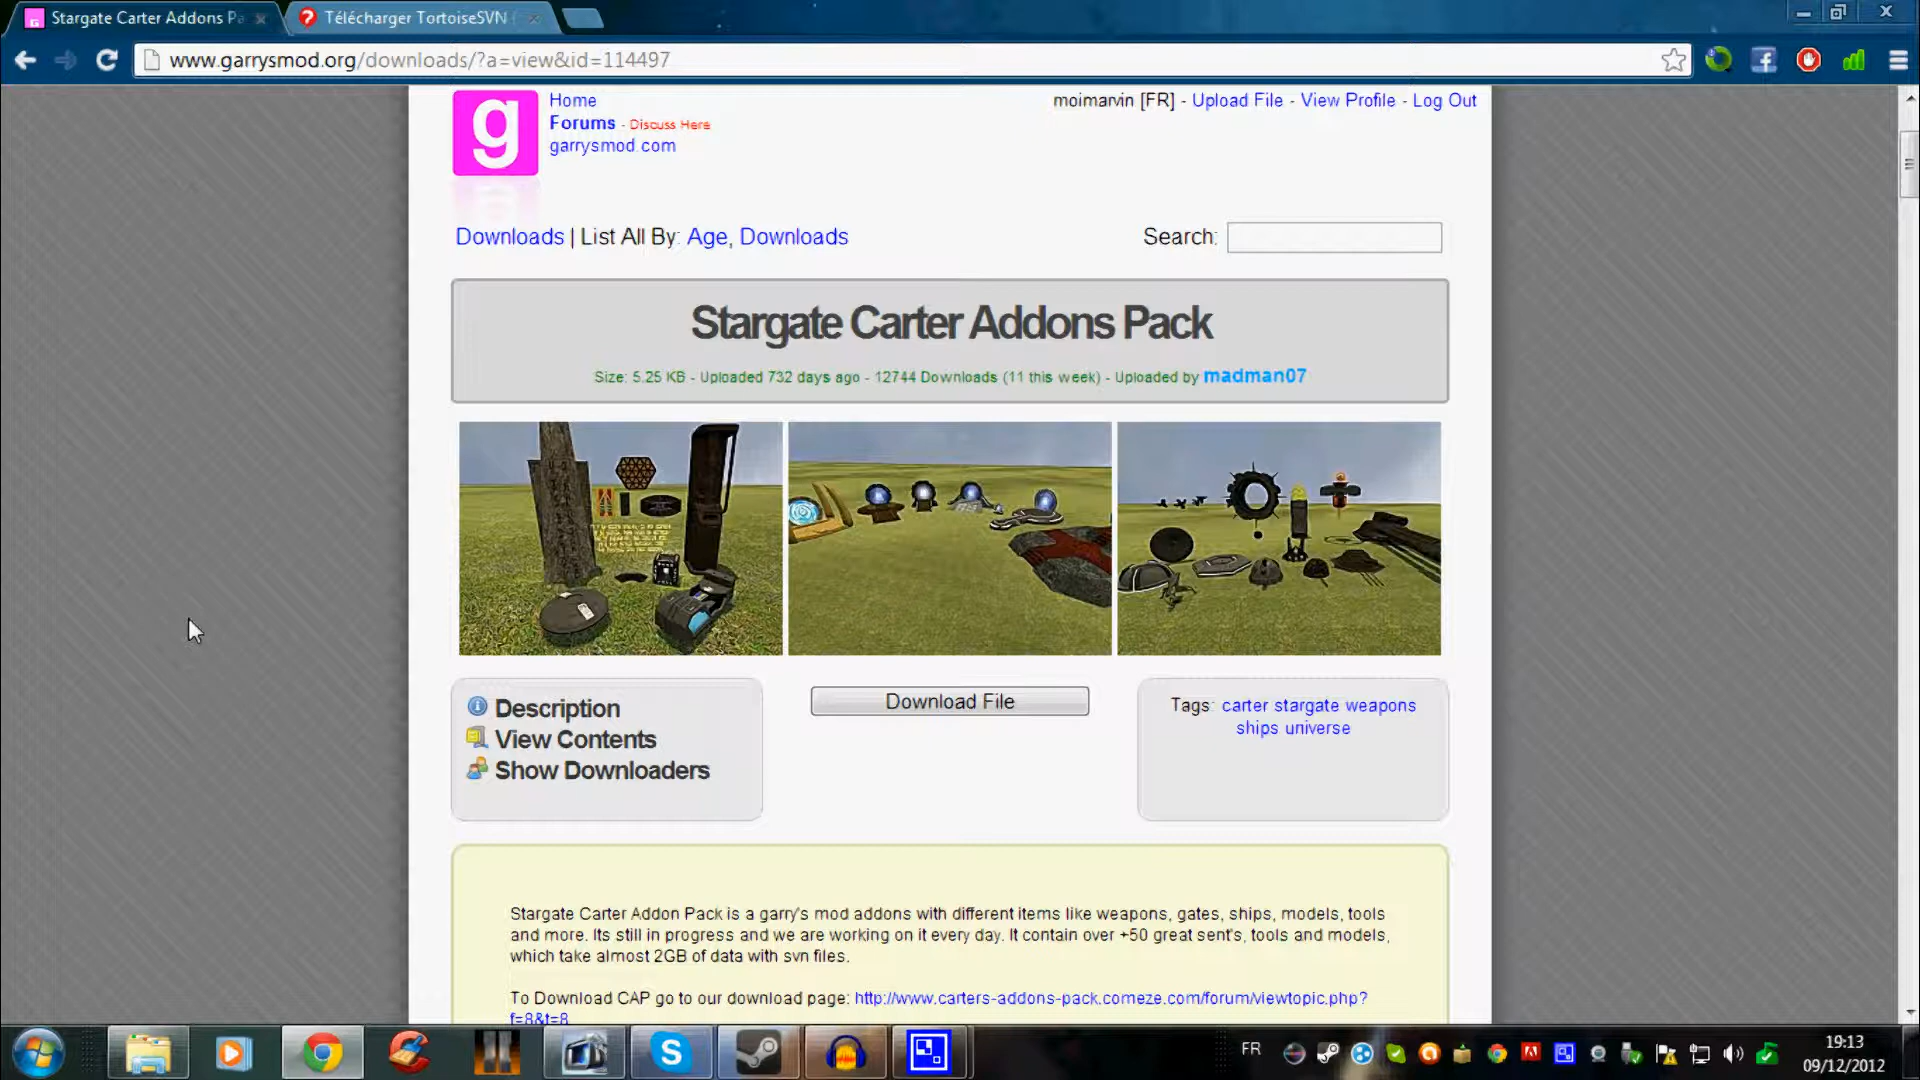 Stargate Carter Addons Pa
Télécharger TortoiseSVN
www.garrysmod.org/downloads/?a=view&id=114497
g
Home
Forums - Discuss Here
garrysmod.com
moimarvin [FR] - Upload File - View Profile - Log Out
Downloads | List All By: Age, Downloads
Search:
Stargate Carter Addons Pack
Size: 5.25 KB - Uploaded 732 days ago - 12744 Downloads (11 this week) - Uploaded by madman07
Description
View Contents
Show Downloaders
Download File
Tags: carter stargate weapons
ships universe
Stargate Carter Addon Pack is a garry's mod addons with different items like weapons, gates, ships, models, tools
and more. Its still in progress and we are working on it every day. It contain over +50 great sent's, tools and models,
which take almost 2GB of data with svn files.
To Download CAP go to our download page: http://www.carters-addons-pack.comeze.com/forum/viewtopic.php?
f=8&t=8
FR
19:13
09/12/2012